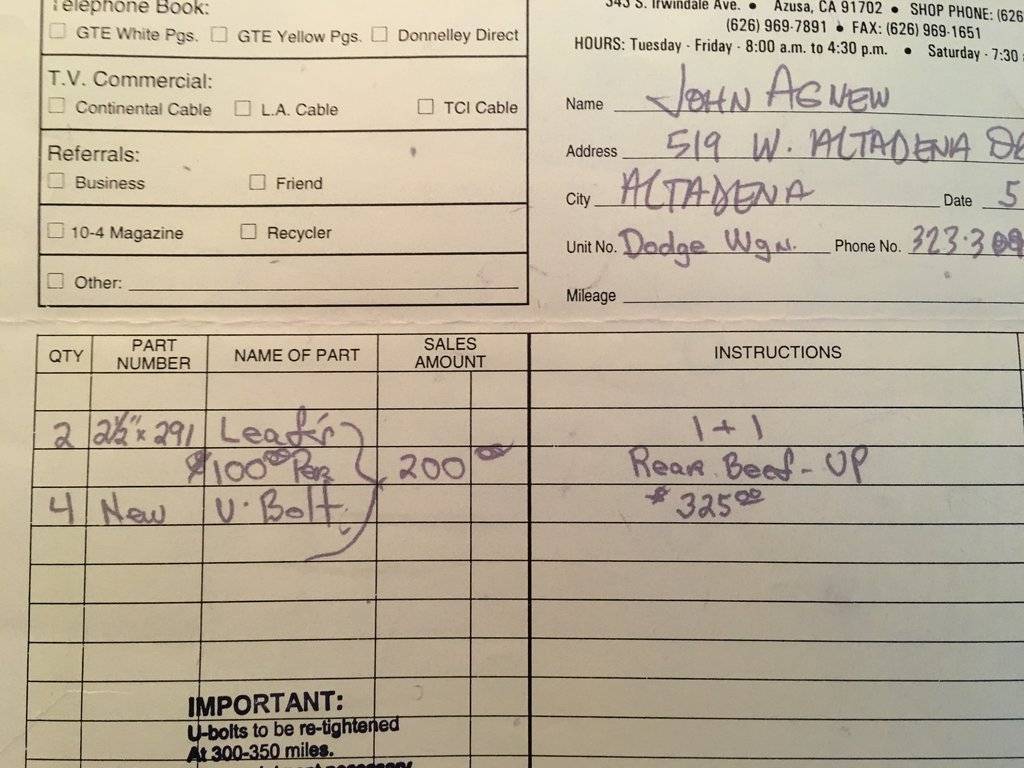 Telephone Book:
GTE White Pgs. GTE Yellow Pgs. Donnelley Direct
T.V. Commercial:
Continental Cable L.A. Cable TCI Cable
Referrals:
Business Friend
10-4 Magazine Recycler
Other:
S. Irwindale Ave. • Azusa, CA 91702 • SHOP PHONE: (626
(626) 969-7891 • FAX: (626) 969-1651
HOURS: Tuesday - Friday - 8:00 a.m. to 4:30 p.m. • Saturday - 7:30
Name JOHN AGNEW
Address 519 W. ALTADENA
City ALTADENA Date 5
Unit No. Dodge Wgn. Phone No. 323·3
Mileage
QTY PART NUMBER NAME OF PART SALES AMOUNT INSTRUCTIONS
2 2½" x 291 Leaf's 1 + 1
$100 00 Per 200 00 Rear Beef-UP
4 New U-Bolt $325 00
IMPORTANT:
U-bolts to be re-tightened
At 300-350 miles.